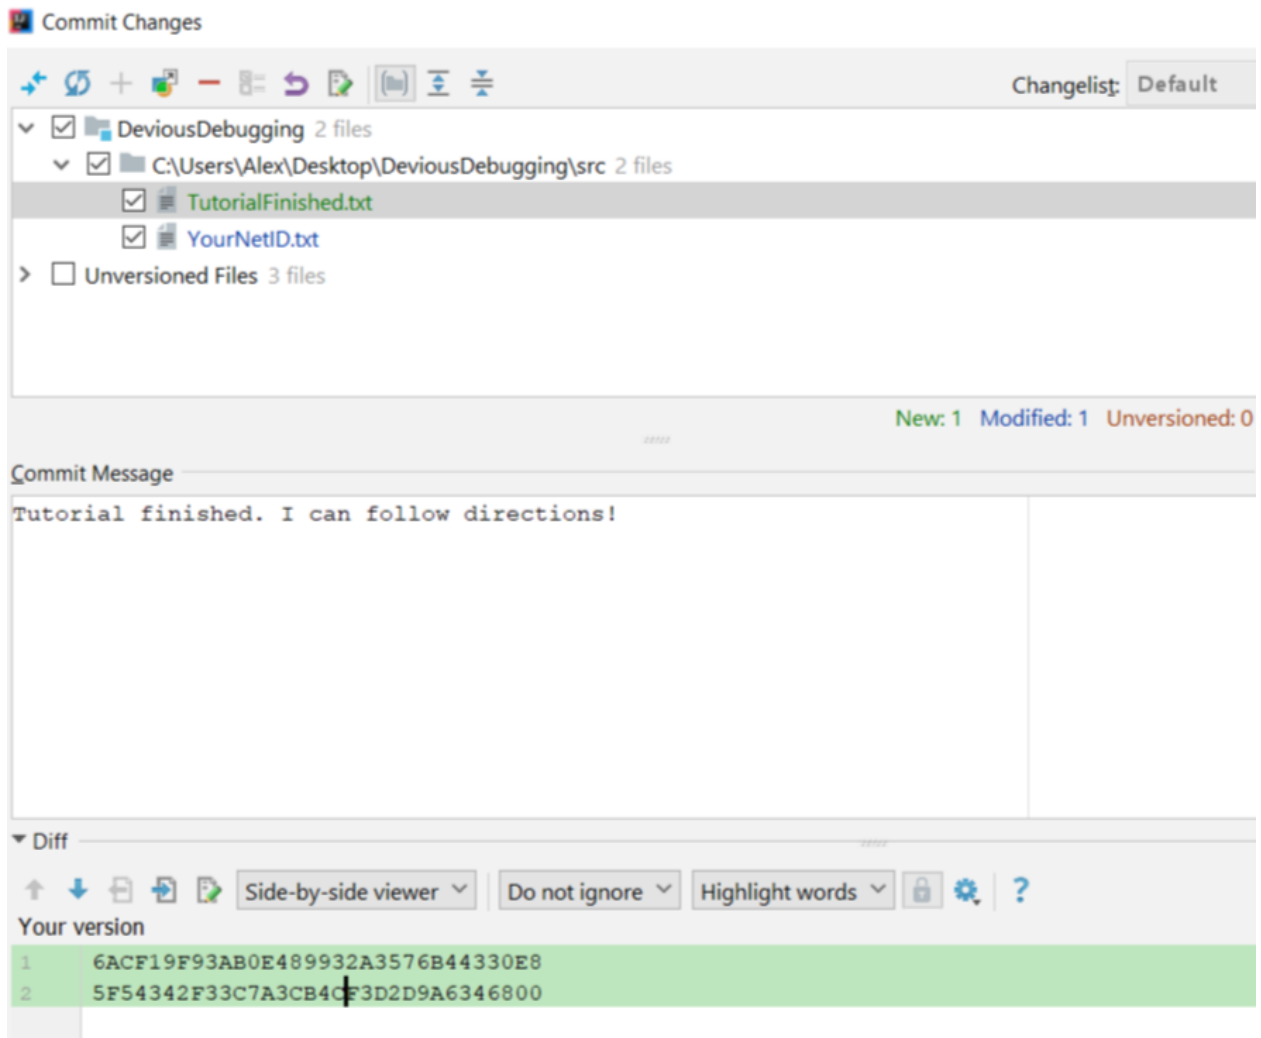 Commit Changes
Changelist: Default
DeviousDebugging 2 files
C:\Users\Alex\Desktop\DeviousDebugging\src 2 files
TutorialFinished.txt
YourNetID.txt
Unversioned Files 3 files
New: 1 Modified: 1 Unversioned: 0
Commit Message
Tutorial finished. I can follow directions!
Diff
Side-by-side viewer Do not ignore Highlight words ?
Your version
1 6ACF19F93AB0E489932A3576B44330E8
2 5F54342F33C7A3CB4CF3D2D9A6346800